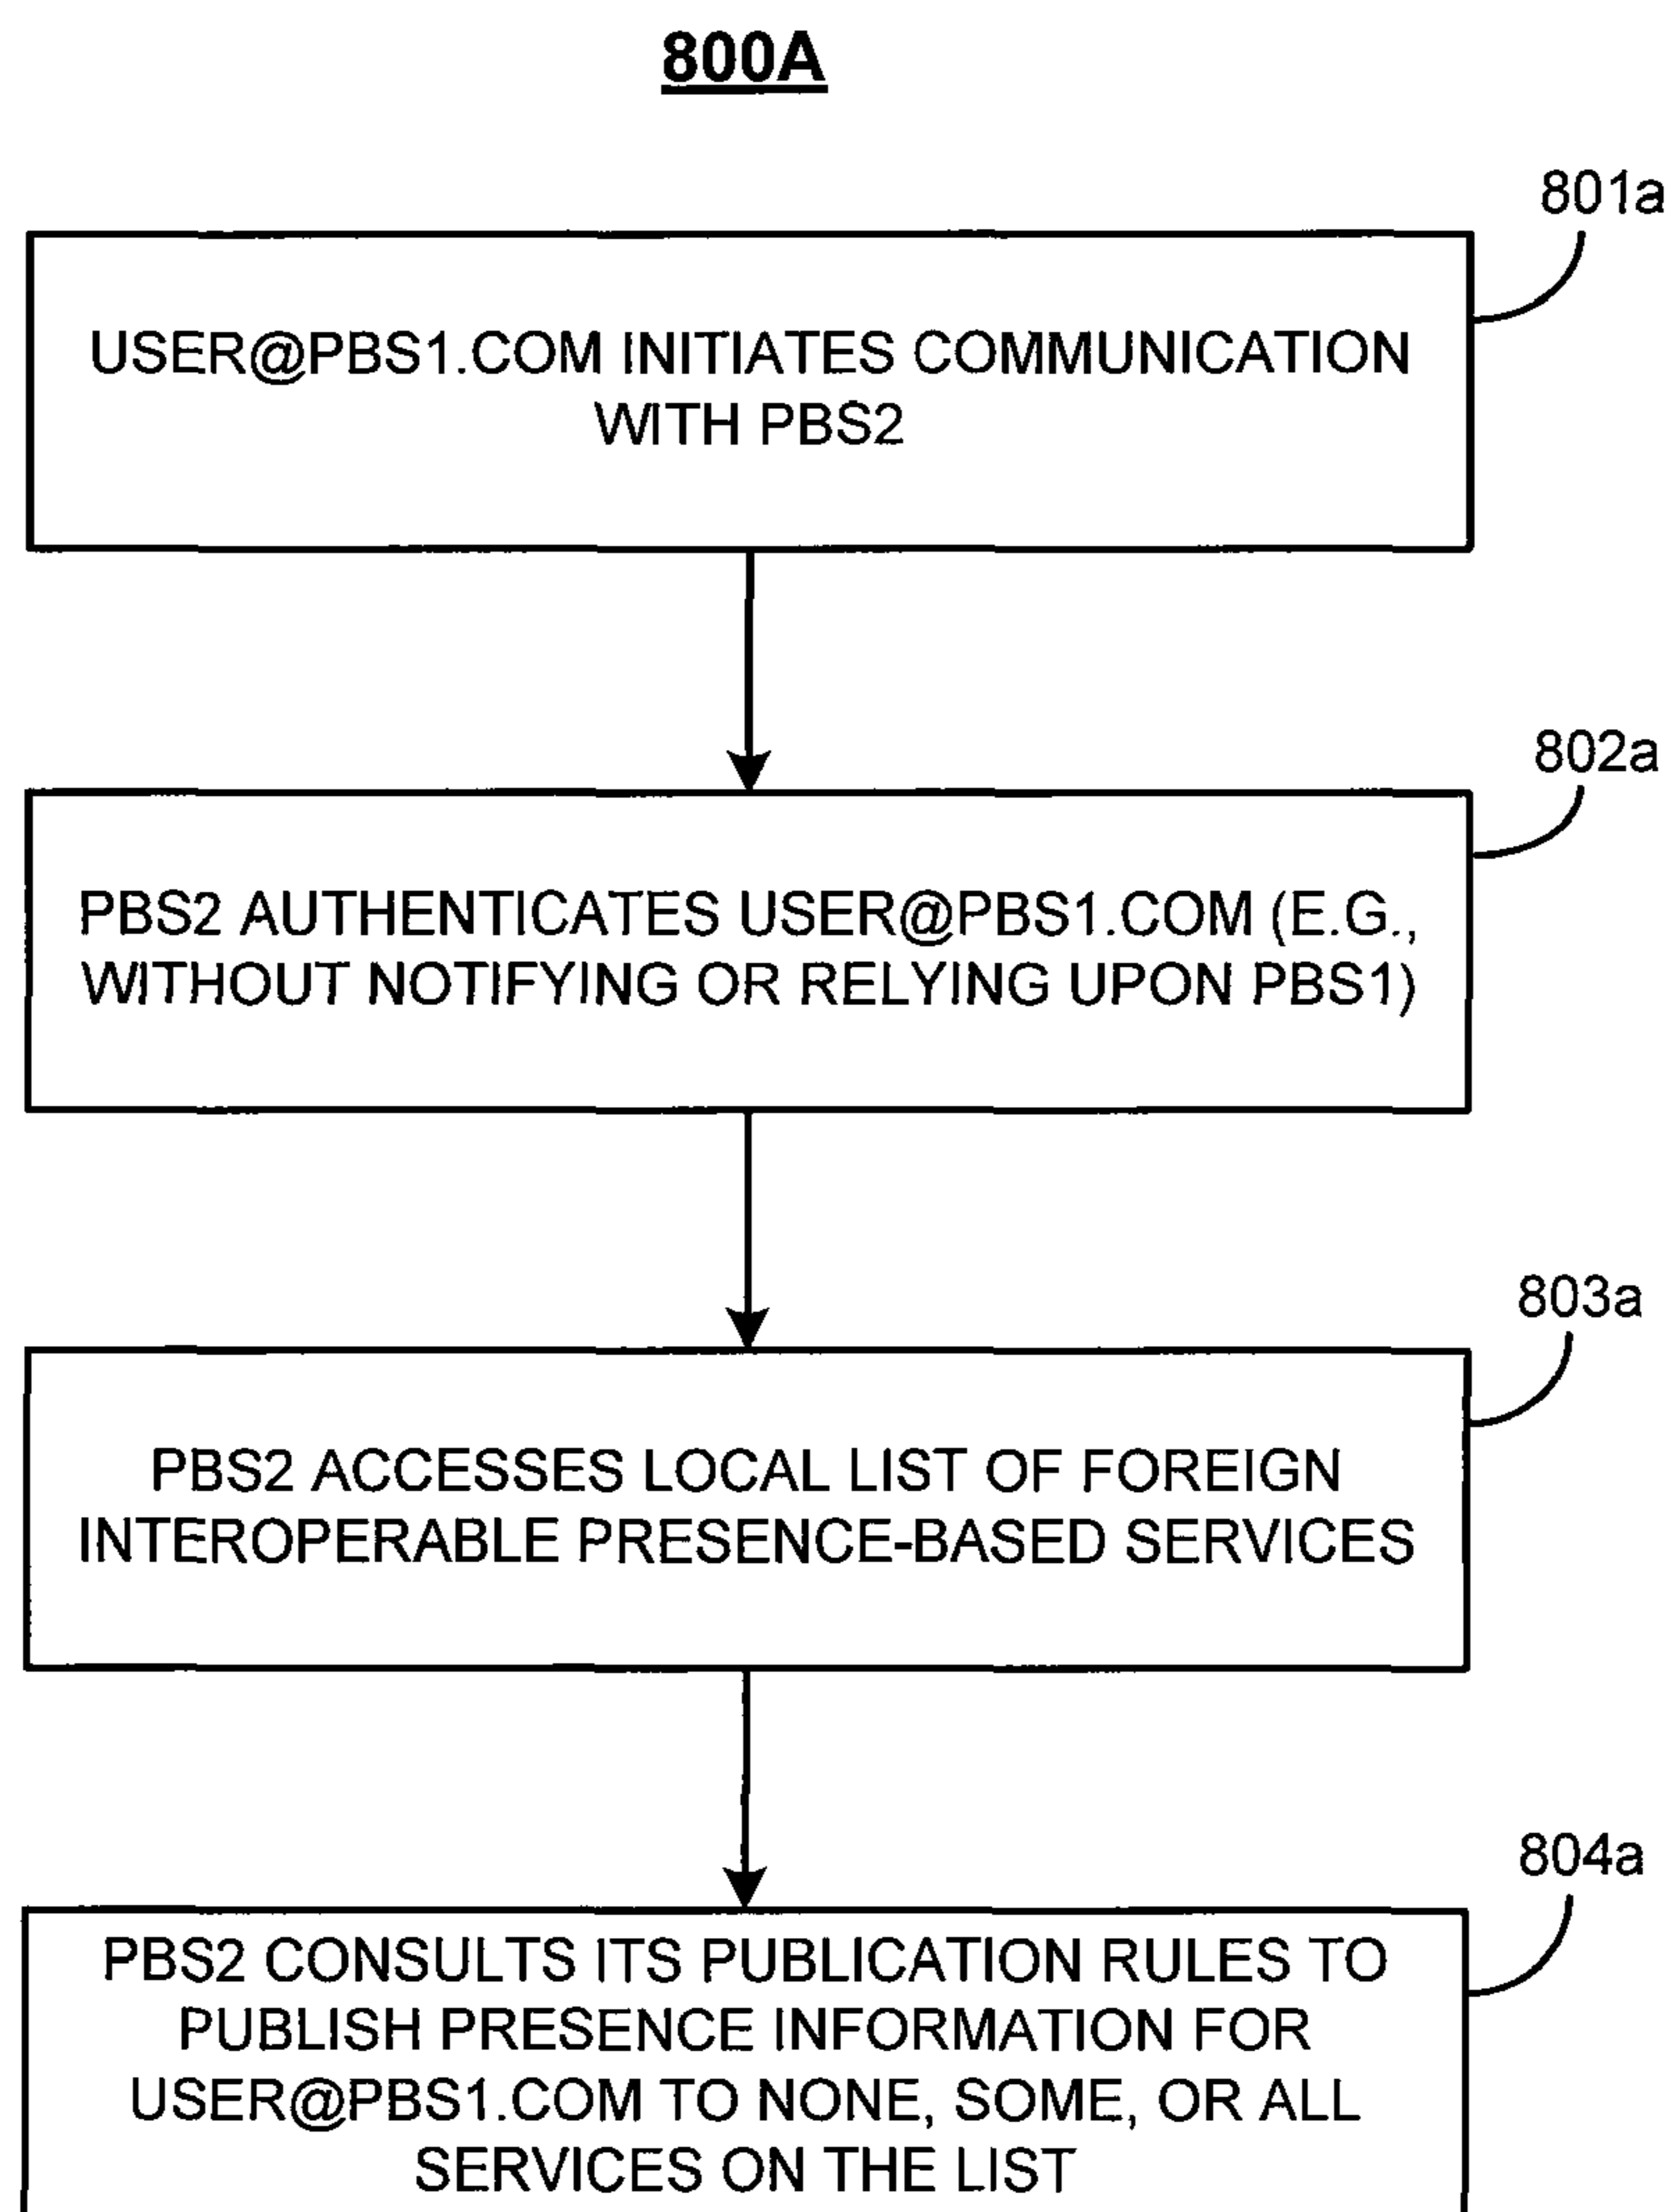 800A
801a
USER@PBS1.COM INITIATES COMMUNICATION
WITH PBS2
802a
PBS2 AUTHENTICATES USER@PBS1.COM (E.G.,
WITHOUT NOTIFYING OR RELYING UPON PBS1)
803a
PBS2 ACCESSES LOCAL LIST OF FOREIGN
INTEROPERABLE PRESENCE-BASED SERVICES
804a
PBS2 CONSULTS ITS PUBLICATION RULES TO
PUBLISH PRESENCE INFORMATION FOR
USER@PBS1.COM TO NONE, SOME, OR ALL
SERVICES ON THE LIST